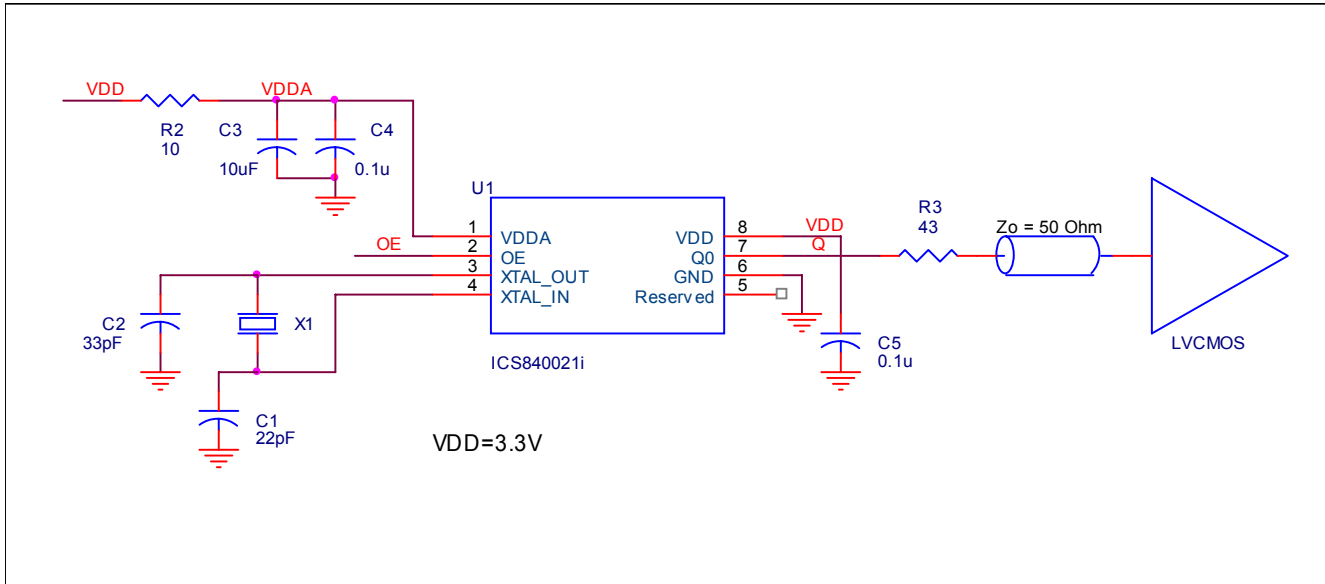 VDD
VDDA
R2
10
C3
10uF
C4
0.1u
U1
1
VDDA
2
OE
3
XTAL_OUT
4
XTAL_IN
8
VDD
7
Q0
6
GND
5
Reserved
ICS840021i
OE
C2
33pF
X1
C1
22pF
VDD=3.3V
VDD
Q
C5
0.1u
R3
43
Zo = 50 Ohm
LVCMOS